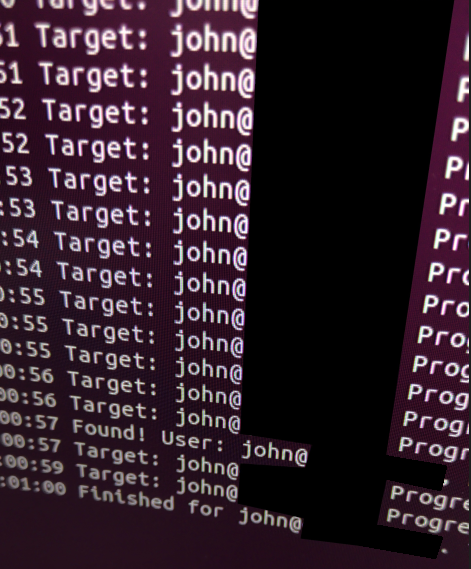 Target: john@
51 Target: john@ P
51 Target: john@ P
52 Target: john@ P
52 Target: john@ Pr
:53 Target: john@ Pr
:53 Target: john@ Pro
:54 Target: john@ Pro
:54 Target: john@ Pro
0:55 Target: john@ Prog
0:55 Target: john@ Prog
0:55 Target: john@ Prog
00:56 Target: john@ Prog
00:56 Target: john@ Progr
00:57 Found! User: john@ .
00:57 Target: john@ Progre
:00:59 Target: john@ Progre
:01:00 Finished for john@ .